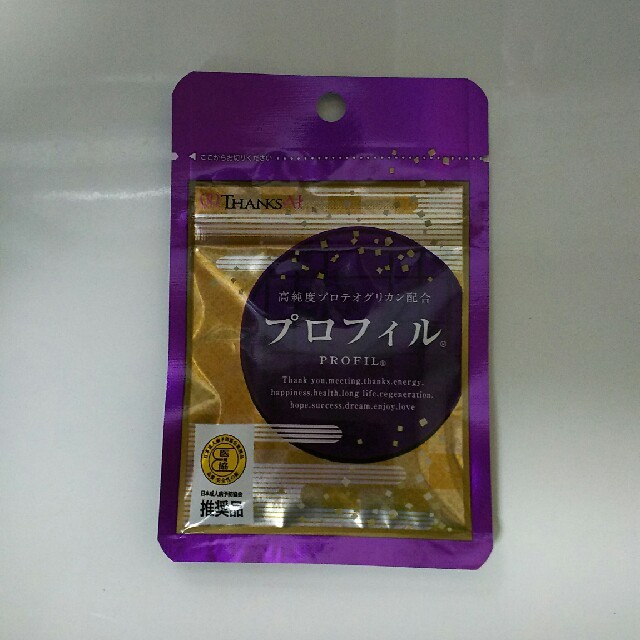 ここからお切りください
THANKS AI
高純度プロテオグリカン配合
プロフィル®
PROFIL®
Thank you.meeting.thanks.energy.
happiness.health.long life.regeneration.
hope.success.dream.enjoy.love
日本成人病予防協会
推奨品